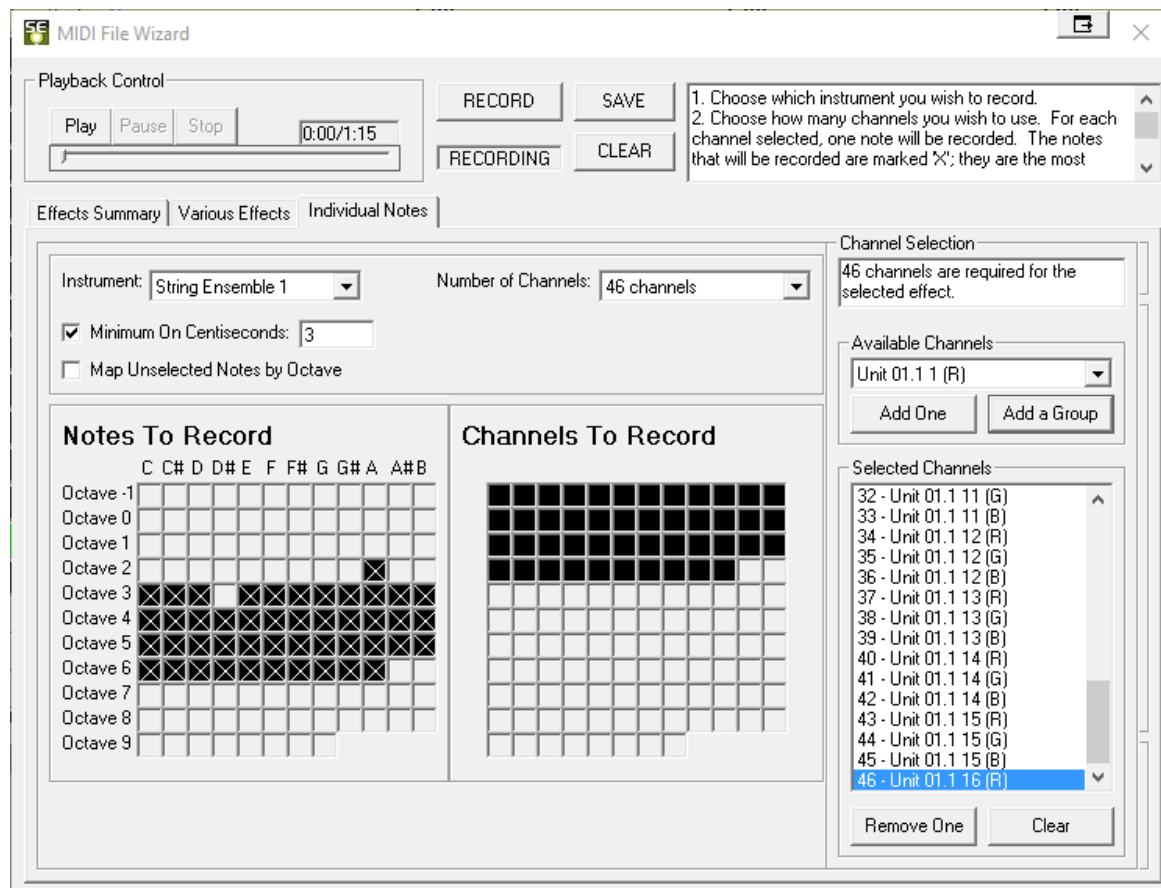 SE MIDI File Wizard
Playback Control
Play Pause Stop 0:00/1:15
RECORD SAVE
RECORDING CLEAR
1. Choose which instrument you wish to record.
2. Choose how many channels you wish to use. For each
channel selected, one note will be recorded. The notes
that will be recorded are marked 'X'; they are the most
Effects Summary Various Effects Individual Notes
Instrument: String Ensemble 1 Number of Channels: 46 channels
Minimum On Centiseconds: 3
Map Unselected Notes by Octave
Notes To Record
C C# D D# E F F# G G# A A# B
Octave -1
Octave 0
Octave 1
Octave 2
Octave 3
Octave 4
Octave 5
Octave 6
Octave 7
Octave 8
Octave 9
Channels To Record
Channel Selection
46 channels are required for the
selected effect.
Available Channels
Unit 01.1 1 (R)
Add One Add a Group
Selected Channels
32 - Unit 01.1 11 (G)
33 - Unit 01.1 11 (B)
34 - Unit 01.1 12 (R)
35 - Unit 01.1 12 (G)
36 - Unit 01.1 12 (B)
37 - Unit 01.1 13 (R)
38 - Unit 01.1 13 (G)
39 - Unit 01.1 13 (B)
40 - Unit 01.1 14 (R)
41 - Unit 01.1 14 (G)
42 - Unit 01.1 14 (B)
43 - Unit 01.1 15 (R)
44 - Unit 01.1 15 (G)
45 - Unit 01.1 15 (B)
46 - Unit 01.1 16 (R)
Remove One Clear